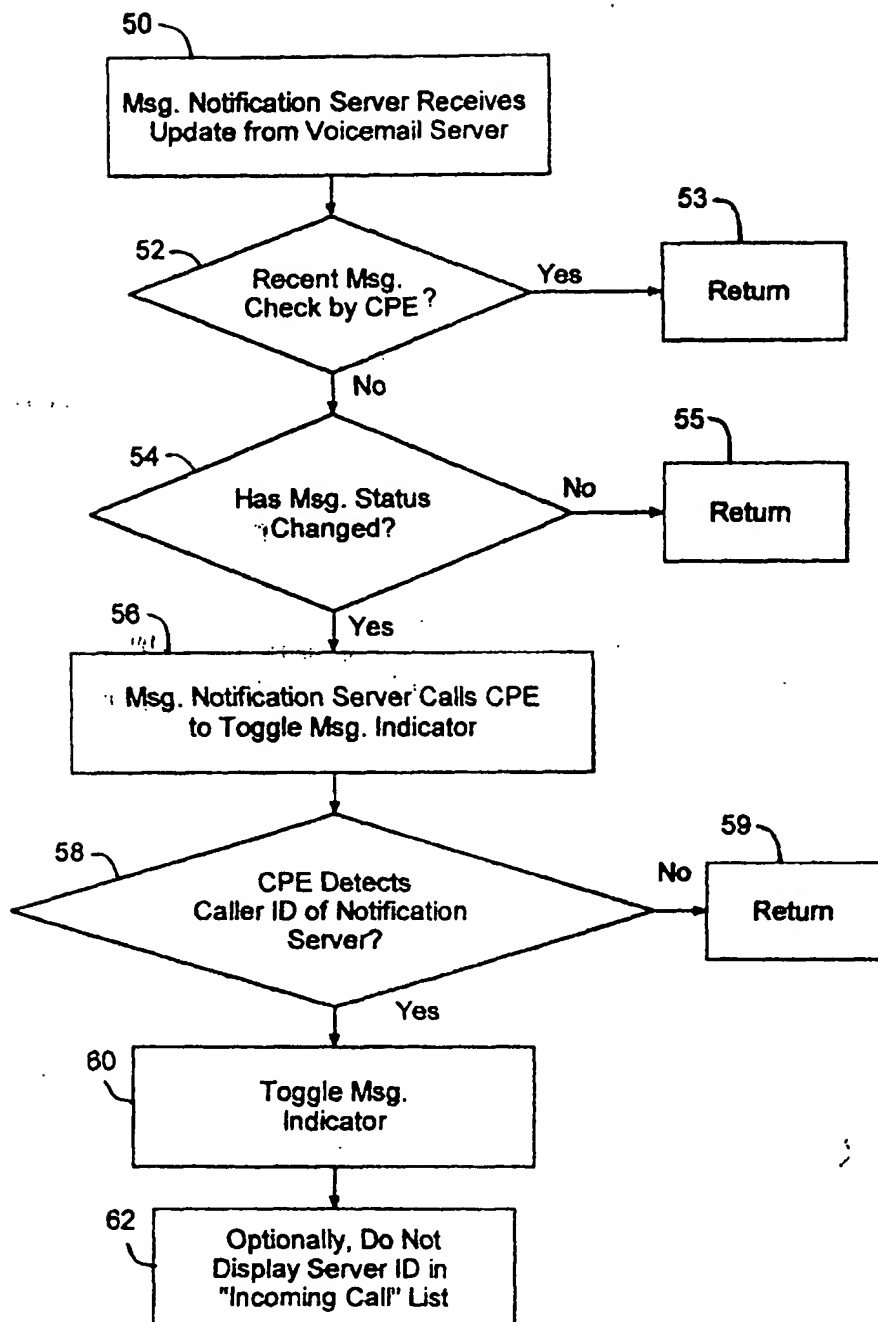 50
Msg. Notification Server Receives
Update from Voicemail Server
52
Recent Msg.
Check by CPE?
Yes
53
Return
No
54
Has Msg. Status
Changed?
No
55
Return
Yes
56
Msg. Notification Server Calls CPE
to Toggle Msg. Indicator
58
CPE Detects
Caller ID of Notification
Server?
No
59
Return
Yes
60
Toggle Msg.
Indicator
62
Optionally, Do Not
Display Server ID in
"Incoming Call" List